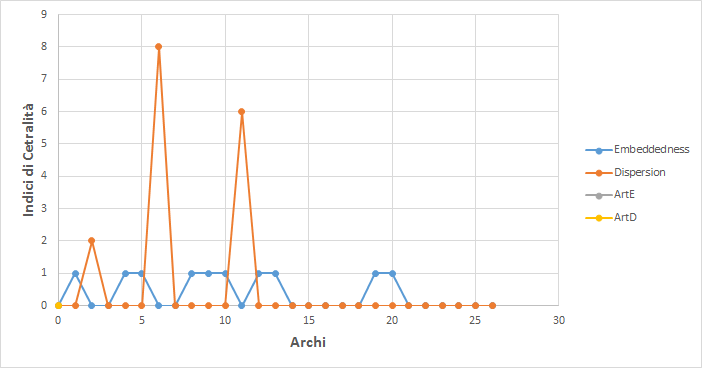 9
8
7
6
5
4
3
2
1
0
0 5 10 15 20 25 30
Indici di Cetralità
Archi
Embeddedness
Dispersion
ArtE
ArtD